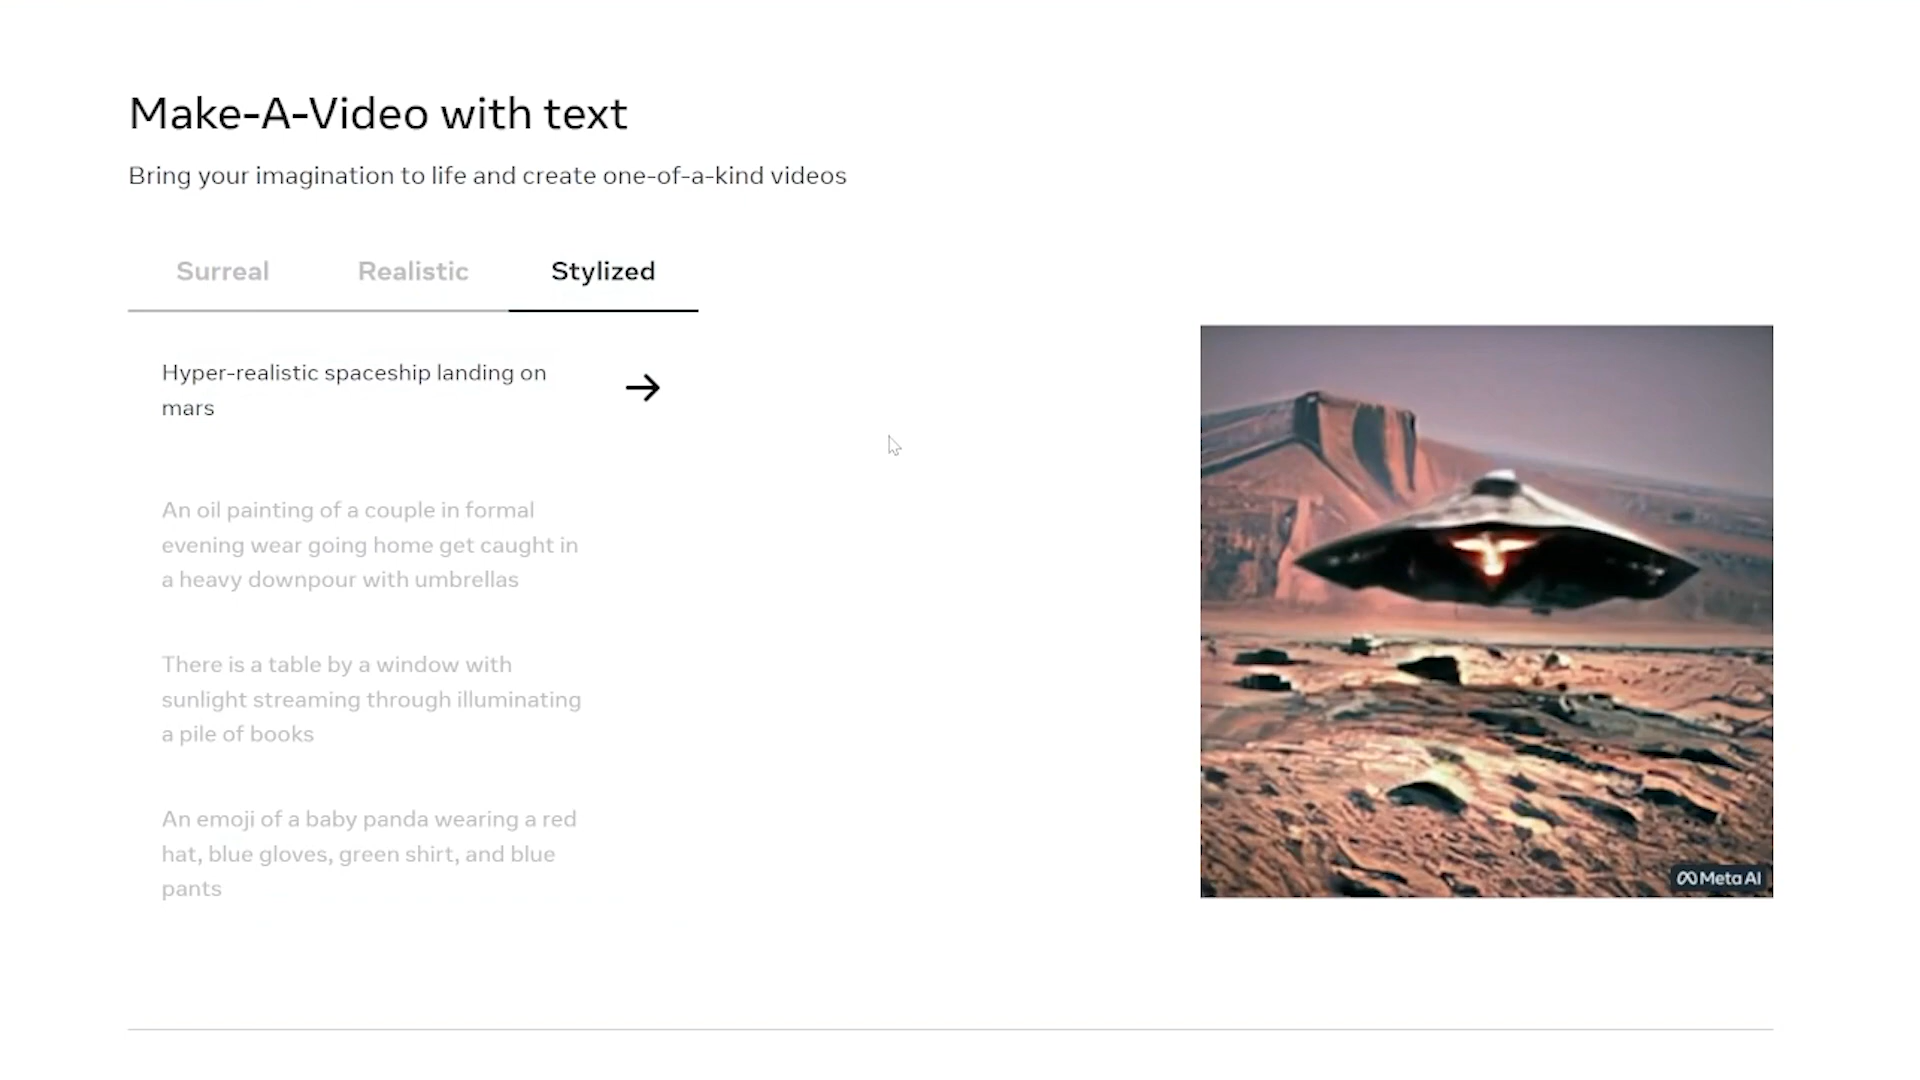 Make-A-Video with text
Bring your imagination to life and create one-of-a-kind videos
Surreal Realistic Stylized
Hyper-realistic spaceship landing on
mars
An oil painting of a couple in formal
evening wear going home get caught in
a heavy downpour with umbrellas
There is a table by a window with
sunlight streaming through illuminating
a pile of books
An emoji of a baby panda wearing a red
hat, blue gloves, green shirt, and blue
pants
Meta AI